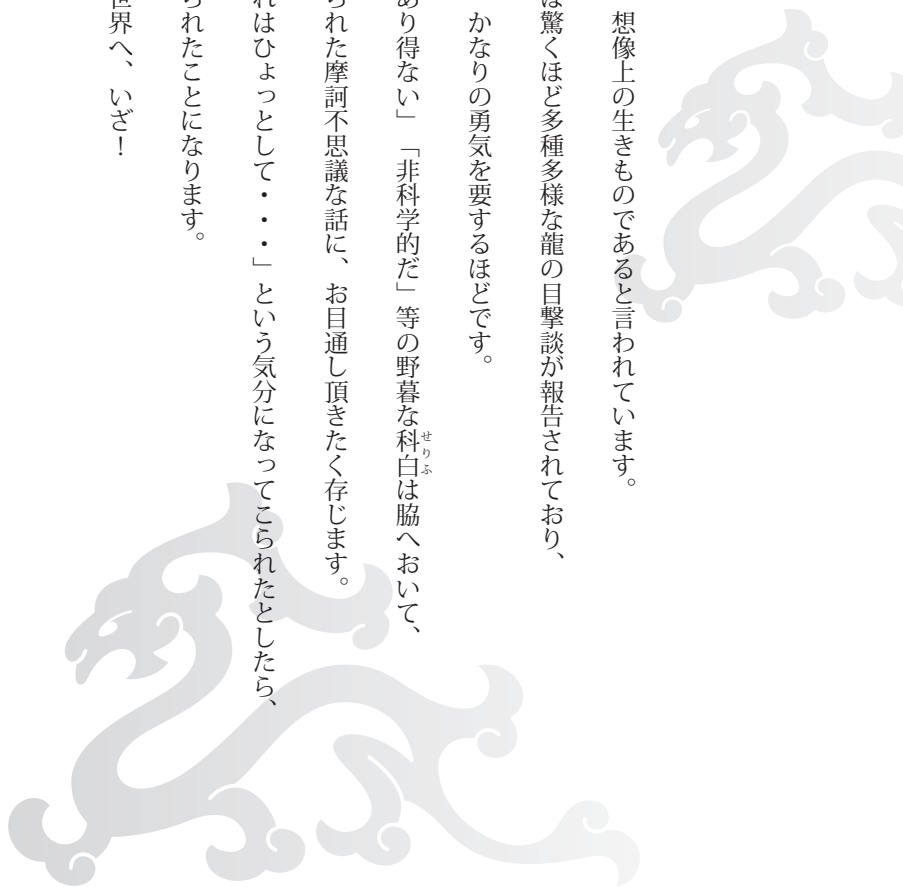 想像上の生きものであると言われています。
は驚くほど多種多様な龍の目撃談が報告されており、
かなりの勇気を要するほどです。
あり得ない」「非科学的だ」等の野暮な科白は脇へおいて、
せりふ
られた摩訶不思議な話に、お目通し頂きたく存じます。
れはひょっとして・・・」という気分になってこられたとしたら、
られたことになります。
世界へ、いざ！